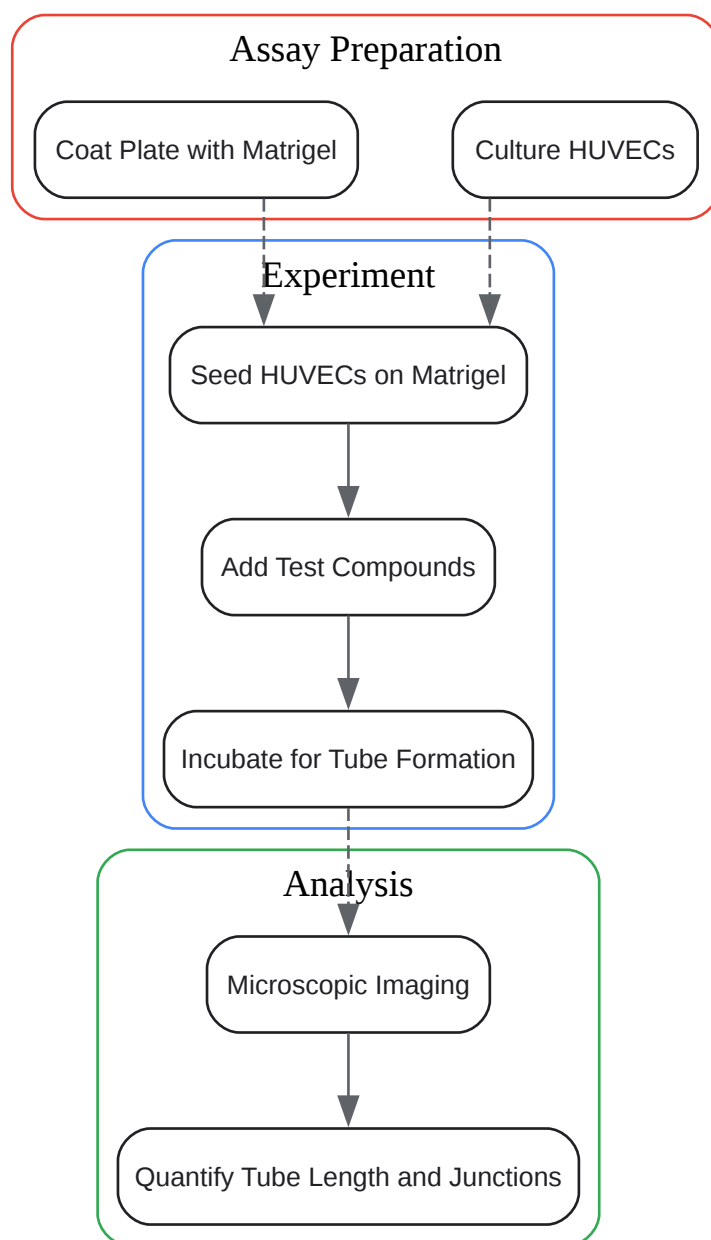 Assay Preparation
Coat Plate with Matrigel
Culture HUVECs
Experiment
Seed HUVECs on Matrigel
Add Test Compounds
Incubate for Tube Formation
Analysis
Microscopic Imaging
Quantify Tube Length and Junctions